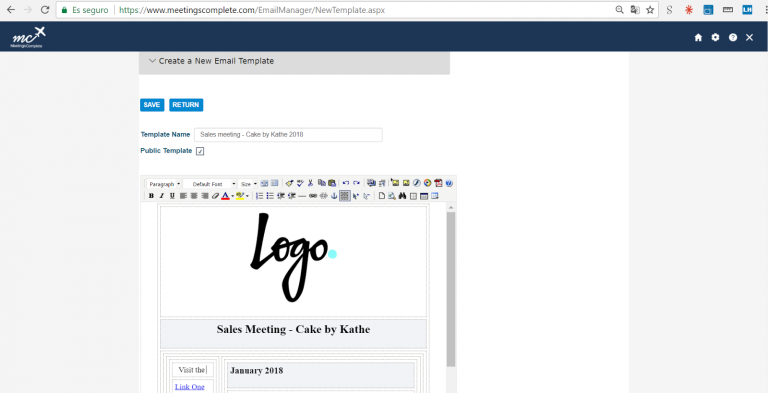 Es seguro https://www.meetingscomplete.com/EmailManager/NewTemplate.aspx
S LH
mc
MeetingsComplete
Create a New Email Template
SAVE RETURN
Template Name Sales meeting - Cake by Kathe 2018
Public Template
Paragraph Default Font Size
B I U A
Logo.
Sales Meeting - Cake by Kathe
Visit the
January 2018
Link One